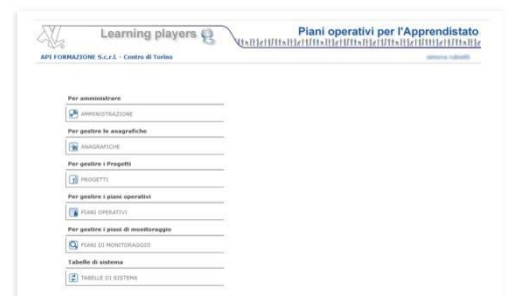 Learning players
Piani operativi per l'Apprendistato
API FORMAZIONE S.c.r.l. - Centro di Torino
Per amministrare
AMMINISTRAZIONE
Per gestire le anagrafiche
ANAGRAFICHE
Per gestire i Progetti
PROGETTI
Per gestire i piani operativi
PIANI OPERATIVI
Per gestire i piani di monitoraggio
PIANI DI MONITORAGGIO
Tabelle di sistema
TABELLE DI SISTEMA